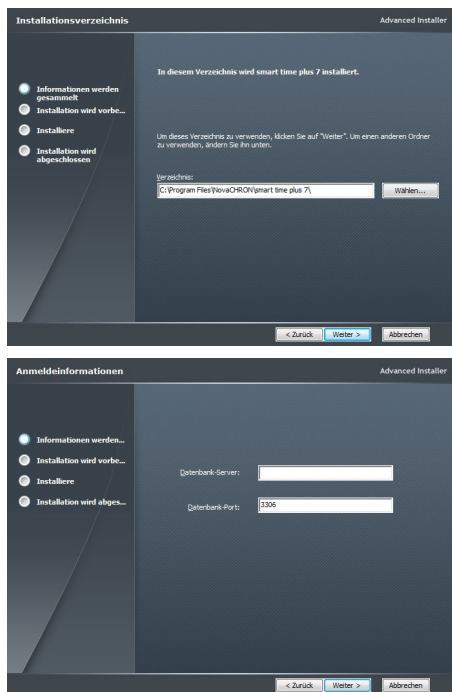 Installationsverzeichnis
Advanced Installer
In diesem Verzeichnis wird smart time plus 7 installiert.
Informationen werden
gesammelt
Installation wird vorbe...
Installiere
Installation wird
abgeschlossen
Um dieses Verzeichnis zu verwenden, klicken Sie auf "Weiter". Um einen anderen Ordner
zu verwenden, ändern Sie ihn unten.
Verzeichnis:
C:\Program Files\NovaCHRON\smart time plus 7\
Wählen...
< Zurück
Weiter >
Abbrechen
Anmeldeinformationen
Advanced Installer
Informationen werden...
Installation wird vorbe...
Installiere
Installation wird abges...
Datenbank-Server:
Datenbank-Port:
3306
< Zurück
Weiter >
Abbrechen